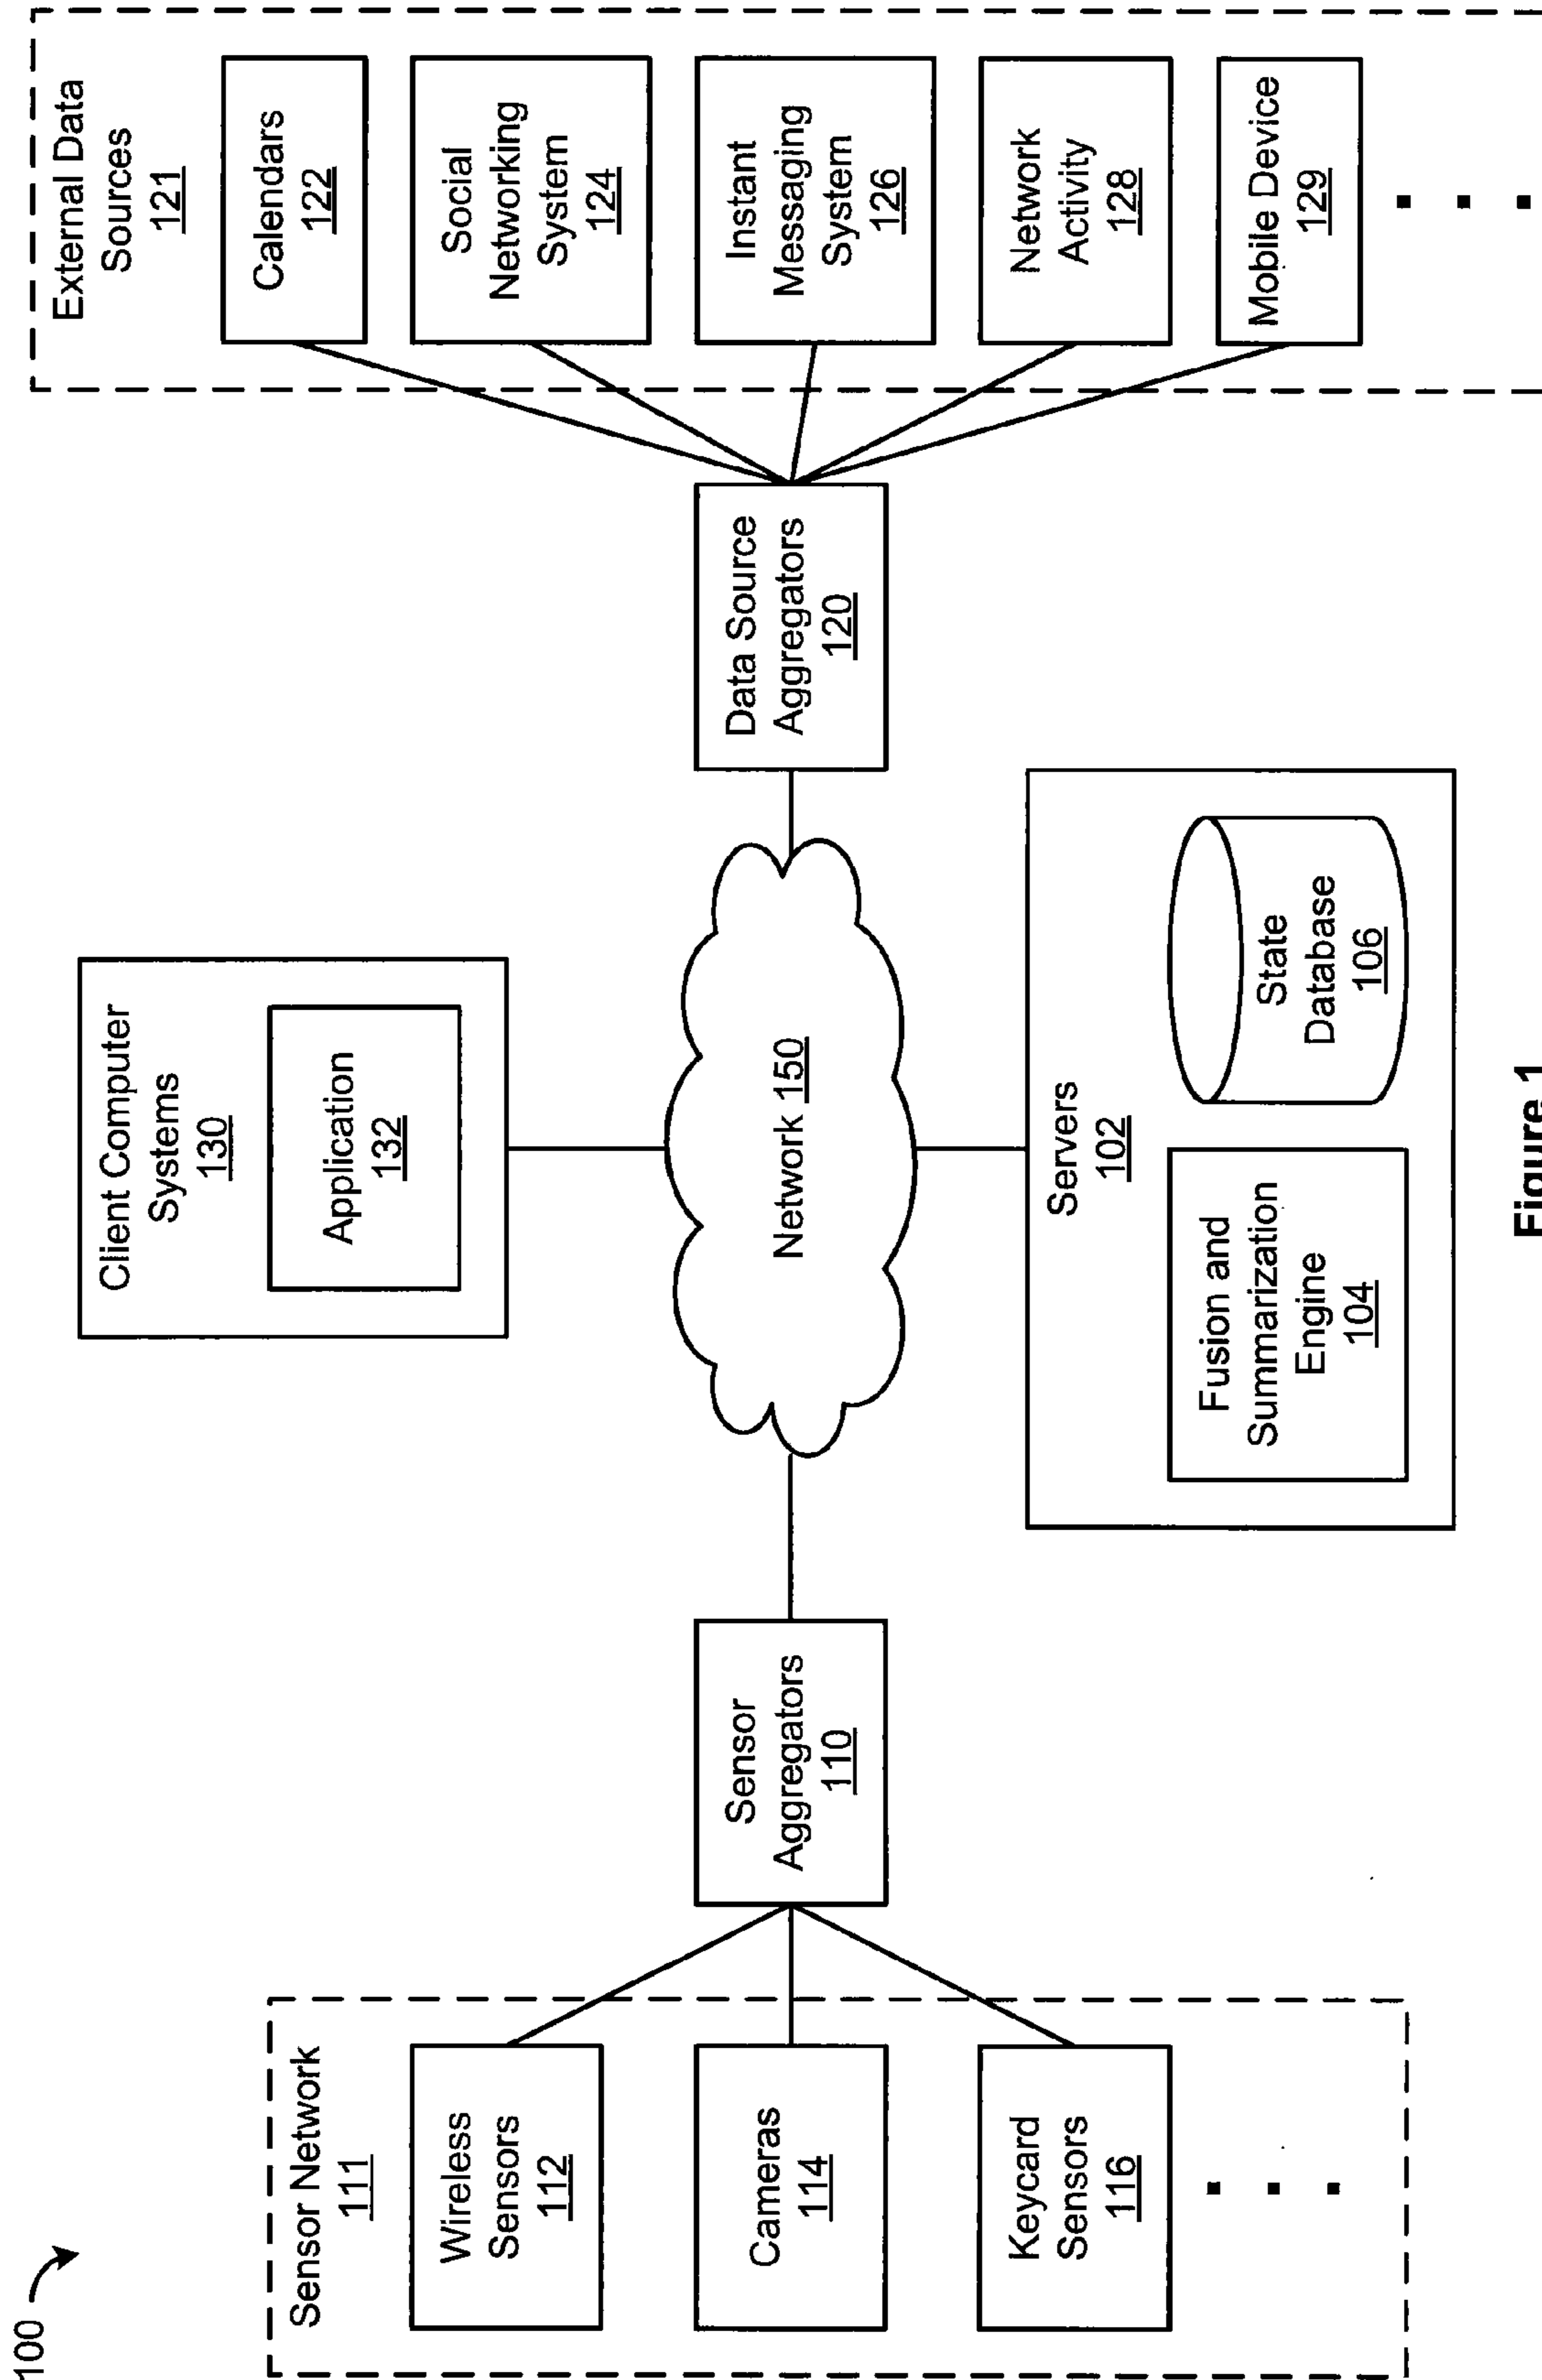 100
Sensor Network
111
Wireless
Sensors
112
Cameras
114
Keycard
Sensors
116
Sensor
Aggregators
110
Client Computer
Systems
130
Application
132
Network 150
Servers
102
Fusion and
Summarization
Engine
104
State
Database
106
Data Source
Aggregators
120
External Data
Sources
121
Calendars
122
Social
Networking
System
124
Instant
Messaging
System
126
Network
Activity
128
Mobile Device
129
Figure 1